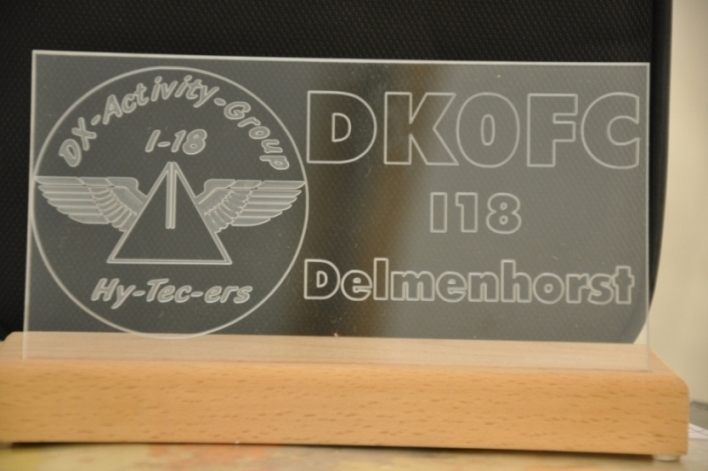 DX-Activity-Group
I-18
Hy-Tec-ers
DK0FC
I18
Delmenhorst